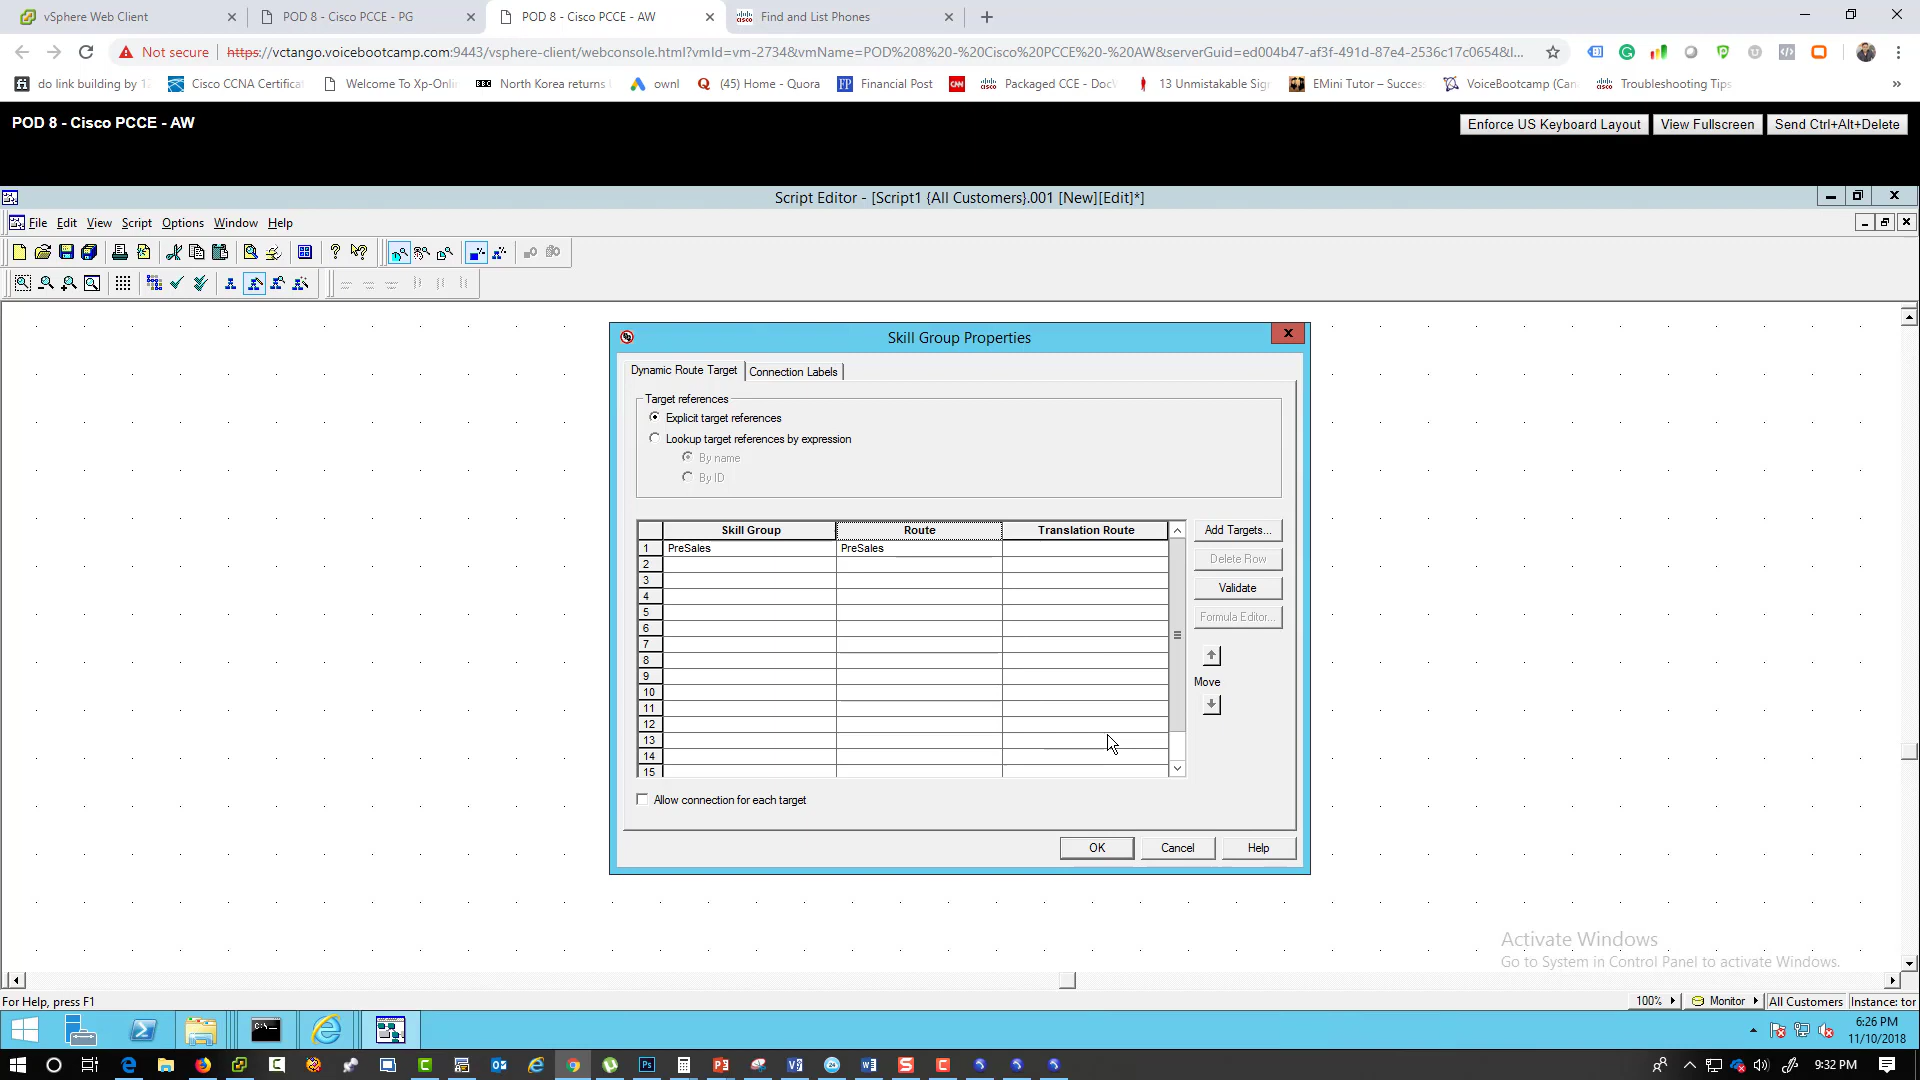 vSphere Web Client
POD 8 - Cisco PCCE - PG
POD 8 - Cisco PCCE - AW
Find and List Phones
Not secure
https://vctango.voicebootcamp.com:9443/vsphere-client/webconsole.html?vmId=vm-2734&vmName=POD%208%20-%20Cisco%20PCCE%20-%20AW&serverGuid=ed004b47-af3f-491d-87e4-2536c17c0654&l...
do link building by 1
Cisco CCNA Certificat
Welcome To Xp-Onli
North Korea returns
ownl
(45) Home - Quora
Financial Post
Packaged CCE - Doc
13 Unmistakable Sig
EMini Tutor – Succes
VoiceBootcamp (Can
Troubleshooting Tips
»
POD 8 - Cisco PCCE - AW
Enforce US Keyboard Layout
View Fullscreen
Send Ctrl+Alt+Delete
Script Editor - [Script1 {All Customers}.001 [New][Edit]*]
File Edit View Script Options Window Help
Skill Group Properties
Dynamic Route Target
Connection Labels
Target references
Explicit target references
Lookup target references by expression
By name
By ID
Skill Group Route Translation Route
1 PreSales PreSales
2
3
4
5
6
7
8
9
10
11
12
13
14
15
Add Targets...
Delete Row
Validate
Formula Editor...
Move
Allow connection for each target
OK
Cancel
Help
Activate Windows
Go to System in Control Panel to activate Windows.
For Help, press F1
100%
Monitor
All Customers
Instance: tor
6:26 PM
11/10/2018
9:32 PM